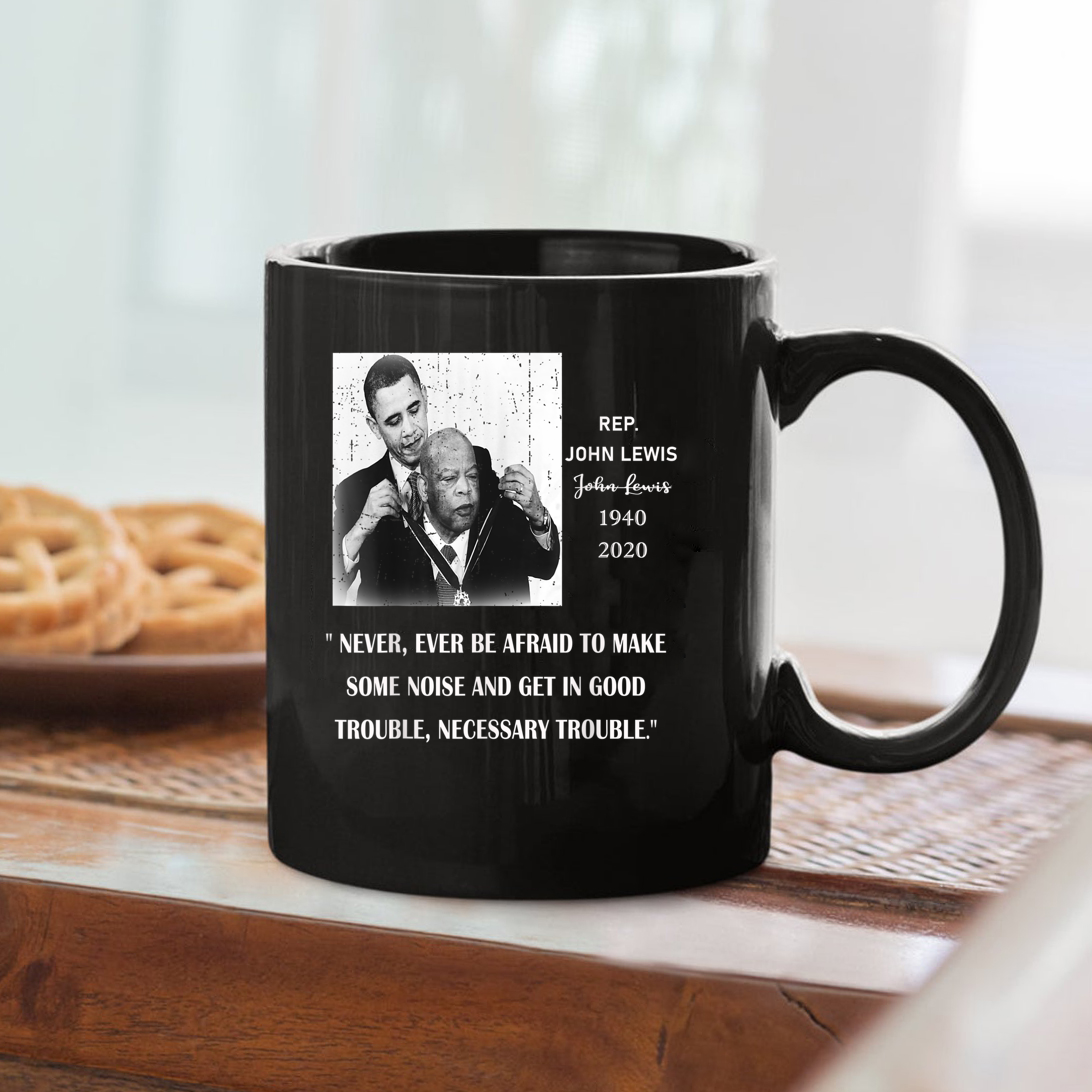 REP.
JOHN LEWIS
John Lewis
1940
2020
" NEVER, EVER BE AFRAID TO MAKE
SOME NOISE AND GET IN GOOD
TROUBLE, NECESSARY TROUBLE."